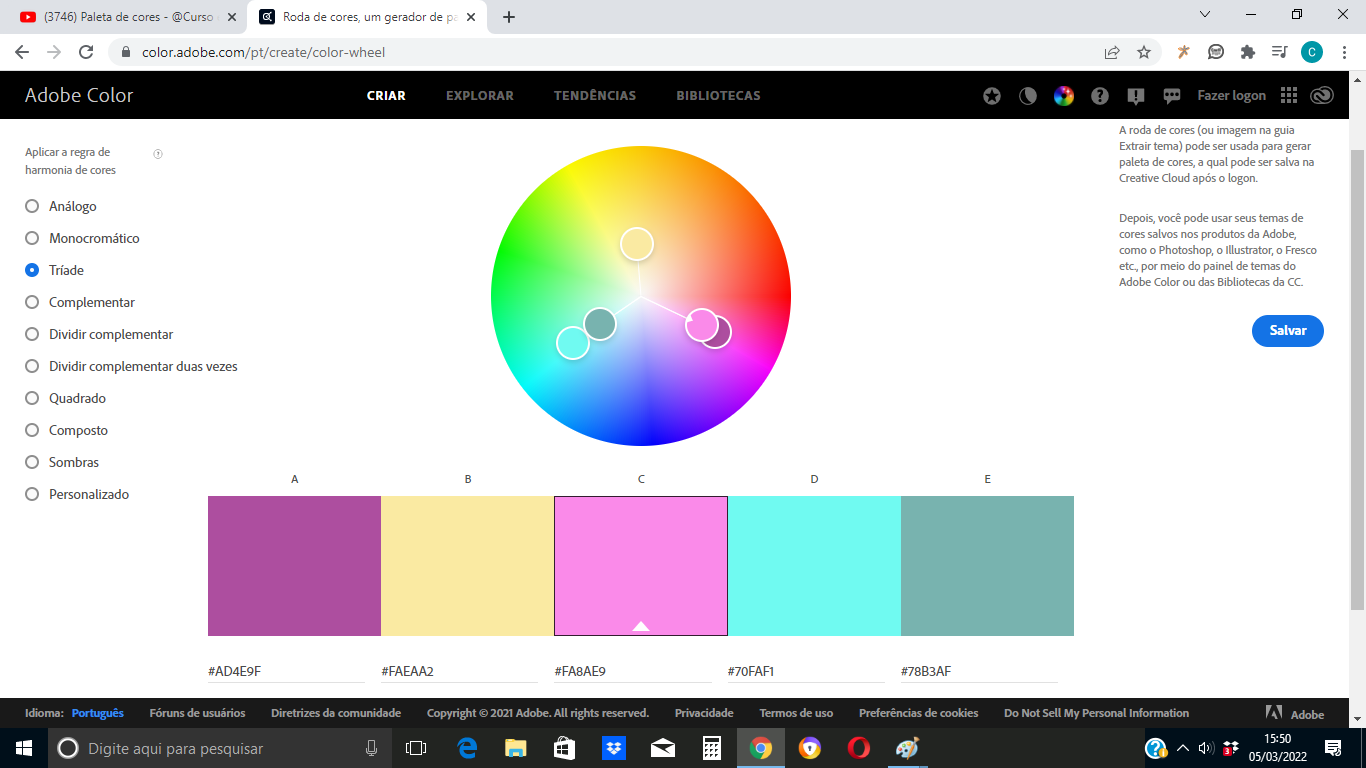 (3746) Paleta de cores - @Curso
Roda de cores, um gerador de pa
color.adobe.com/pt/create/color-wheel
C
Adobe Color
CRIAR
EXPLORAR
TENDÊNCIAS
BIBLIOTECAS
Fazer logon
Aplicar a regra de
harmonia de cores
Análogo
Monocromático
Tríade
Complementar
Dividir complementar
Dividir complementar duas vezes
Quadrado
Composto
Sombras
Personalizado
A roda de cores (ou imagem na guia
Extrair tema) pode ser usada para gerar
paleta de cores, a qual pode ser salva na
Creative Cloud após o logon.
Depois, você pode usar seus temas de
cores salvos nos produtos da Adobe,
como o Photoshop, o Illustrator, o Fresco
etc., por meio do painel de temas do
Adobe Color ou das Bibliotecas da CC.
Salvar
A B C D E
#AD4E9F #FAEAA2 #FA8AE9 #70FAF1 #78B3AF
Idioma: Português Fóruns de usuários Diretrizes da comunidade Copyright © 2021 Adobe. All rights reserved. Privacidade Termos de uso Preferências de cookies Do Not Sell My Personal Information Adobe
Digite aqui para pesquisar
3
15:50
05/03/2022